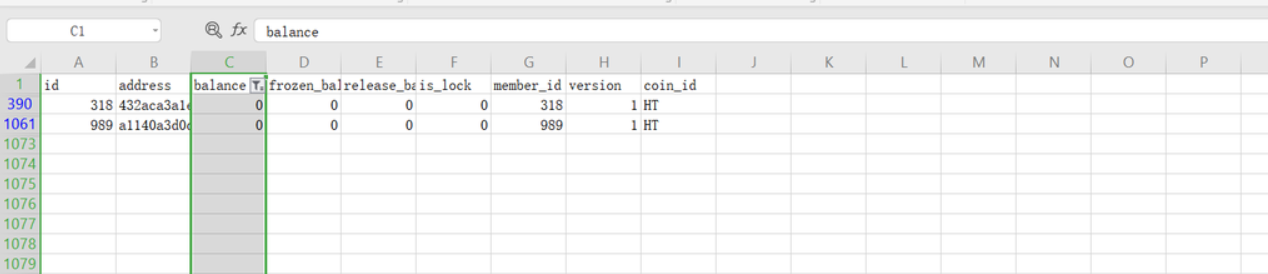 C1 fx balance
A B C D E F G H I J K L M N O P
1 id address balance frozen_bal release_ba is_lock member_id version coin_id
390 318 432aca3a1e 0 0 0 0 318 1 HT
1061 989 a1140a3d0c 0 0 0 0 989 1 HT
1073
1074
1075
1076
1077
1078
1079